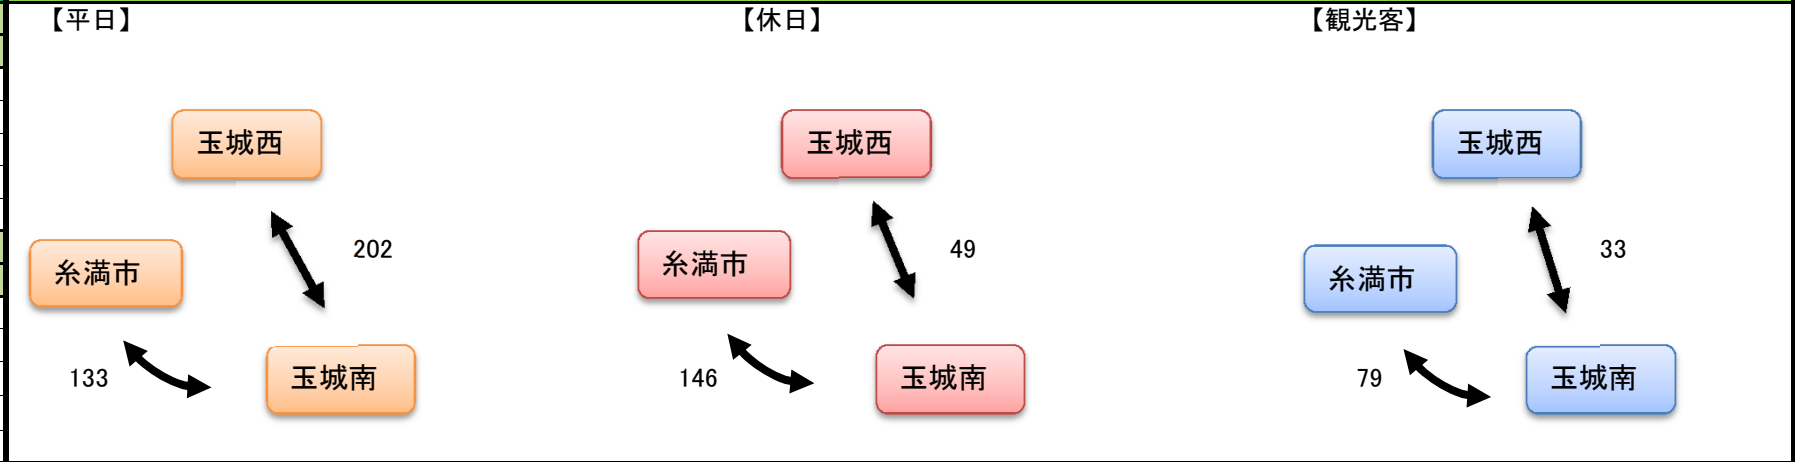 【平日】
玉城西
202
糸満市
133
玉城南
【休日】
玉城西
49
糸満市
146
玉城南
【観光客】
玉城西
33
糸満市
79
玉城南